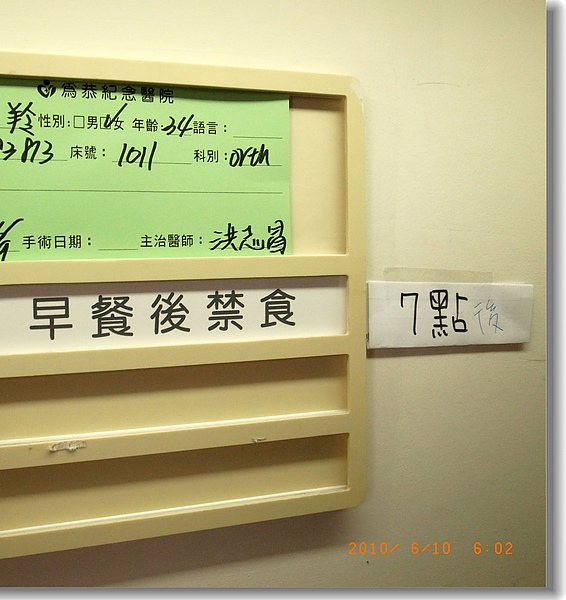 為恭紀念醫院
羚 性別:□男☑女 年齡:34 語言:
73873 床號:1011 科別:orth
手術日期: 主治醫師:洪志昌
早餐後禁食
7點後
2010/ 6/10 6:02